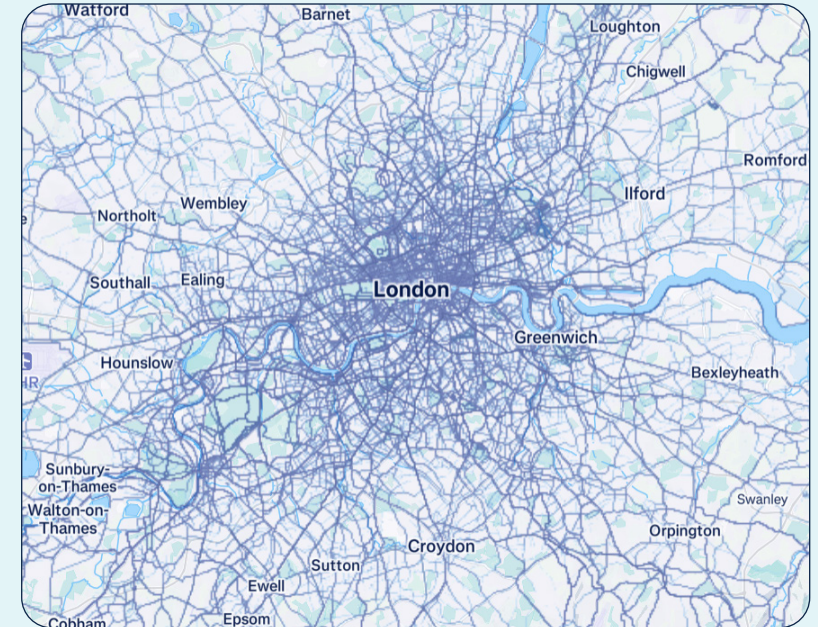 Watford
Barnet
Loughton
Chigwell
Romford
Ilford
Wembley
Northolt
e
Southall
Ealing
London
Greenwich
Hounslow
HR
Bexleyheath
Sunbury-
on-Thames
Swanley
Walton-on-
Thames
Orpington
Croydon
Sutton
Ewell
Epsom
Cobham